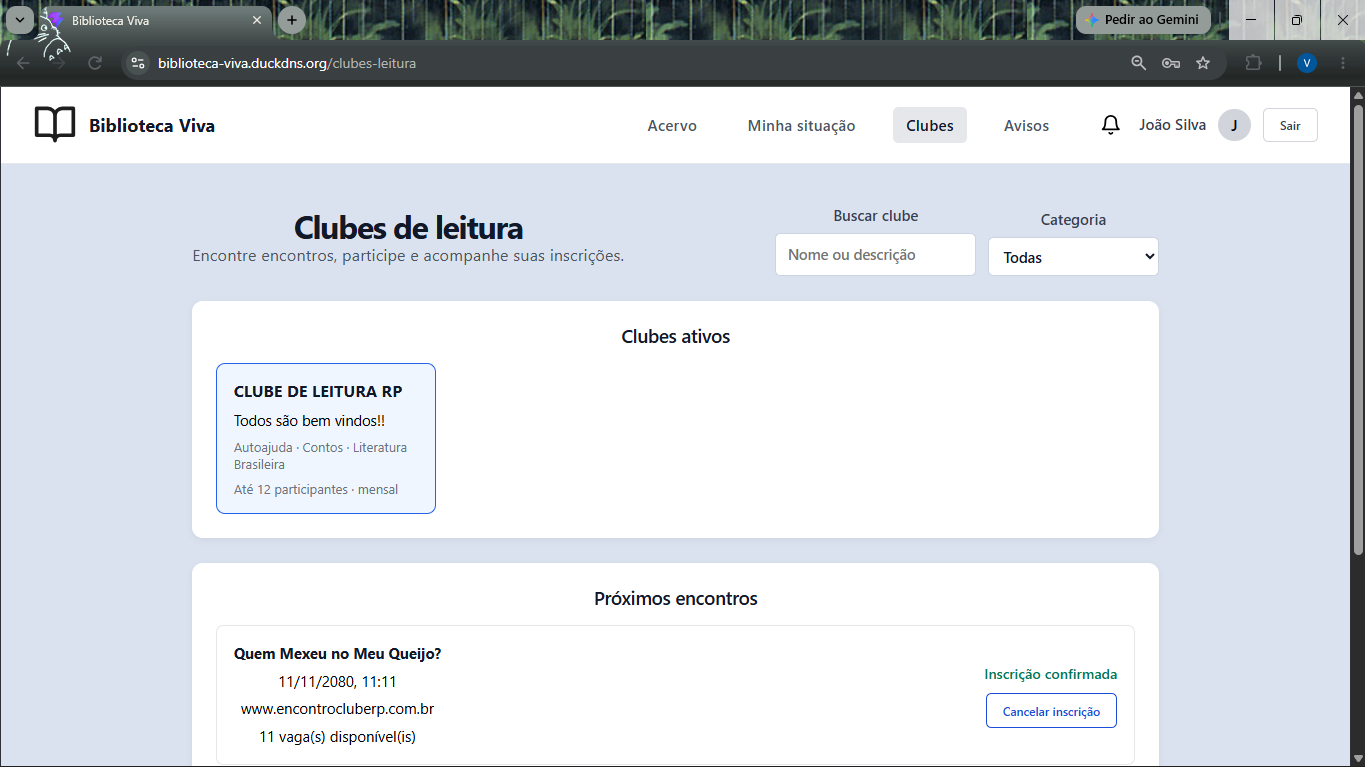 Biblioteca Viva
Pedir ao Gemini
biblioteca-viva.duckdns.org/clubes-leitura
V
Biblioteca Viva
Acervo
Minha situação
Clubes
Avisos
João Silva
J
Sair
Clubes de leitura
Encontre encontros, participe e acompanhe suas inscrições.
Buscar clube
Nome ou descrição
Categoria
Todas
Clubes ativos
CLUBE DE LEITURA RP
Todos são bem vindos!!
Autoajuda · Contos · Literatura
Brasileira
Até 12 participantes · mensal
Próximos encontros
Quem Mexeu no Meu Queijo?
11/11/2080, 11:11
www.encontrocluberp.com.br
11 vaga(s) disponível(is)
Inscrição confirmada
Cancelar inscrição